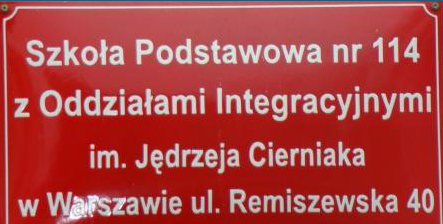 Szkoła Podstawowa nr 114
z Oddziałami Integracyjnymi
im. Jędrzeja Cierniaka
w Warszawie ul. Remiszewska 40